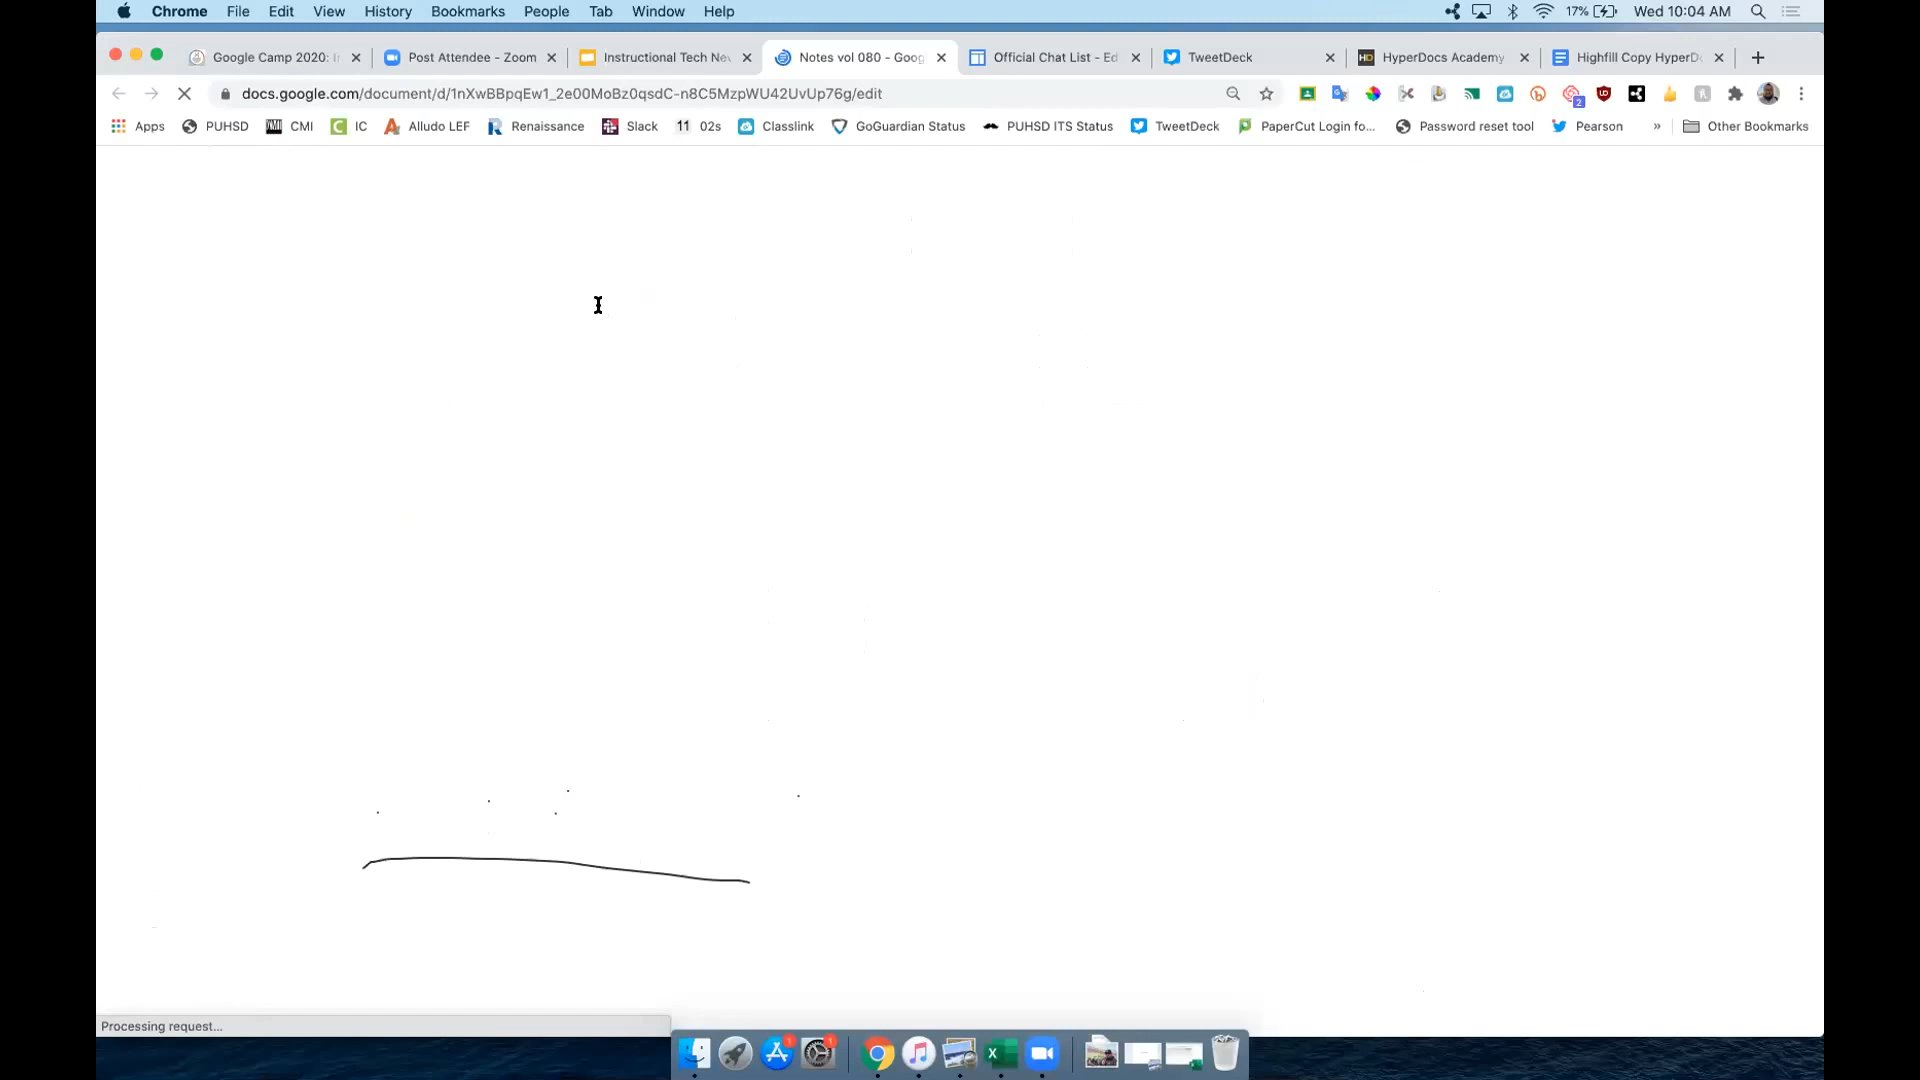 Chrome File Edit View History Bookmarks People Tab Window Help 17% Wed 10:04 AM
Google Camp 2020: I Post Attendee - Zoom Instructional Tech Ne Notes vol 080 - Goog Official Chat List - Ed TweetDeck HyperDocs Academy Highfill Copy HyperD
docs.google.com/document/d/1nXwBBpqEw1_2e00MoBz0qsdC-n8C5MzpWU42UvUp76g/edit 2
Apps PUHSD CMI IC Alludo LEF Renaissance Slack 11 02s Classlink GoGuardian Status PUHSD ITS Status TweetDeck PaperCut Login fo... Password reset tool Pearson » Other Bookmarks
Processing request...